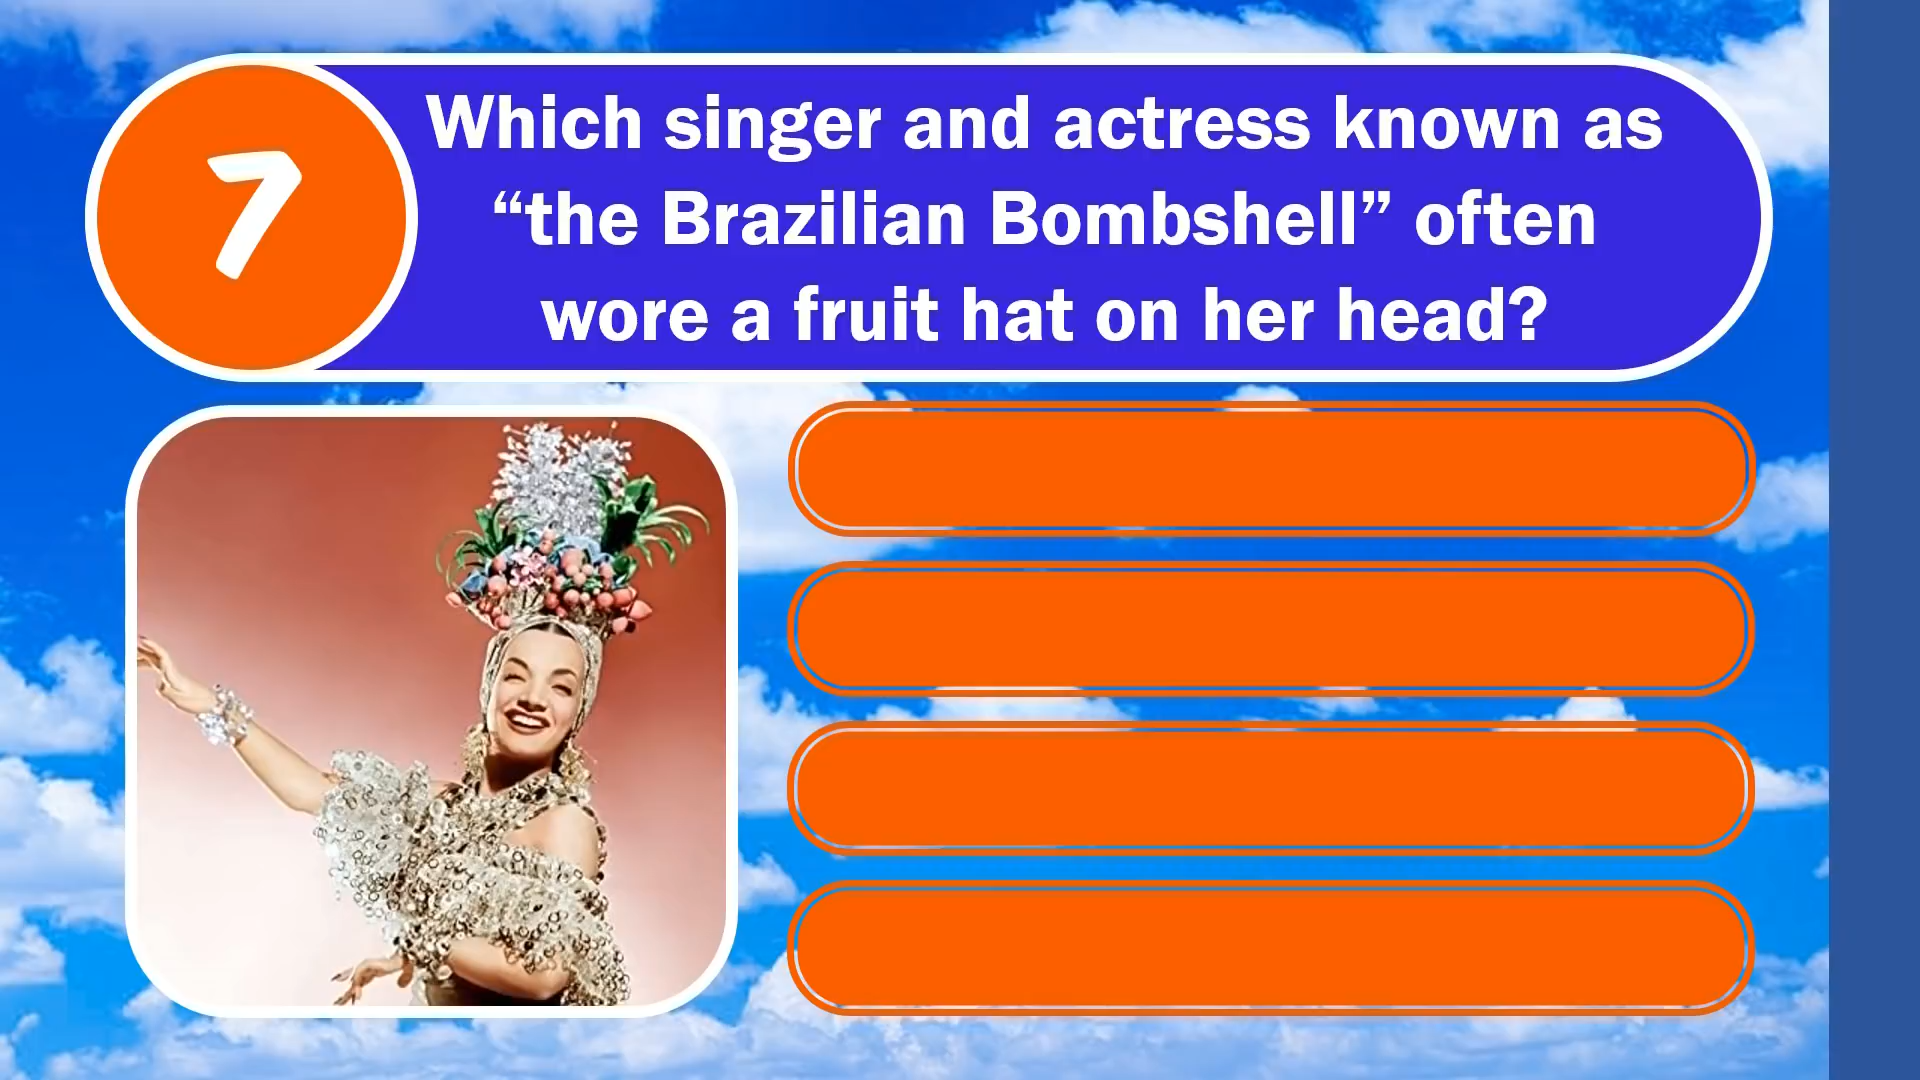 7
Which singer and actress known as
“the Brazilian Bombshell” often
wore a fruit hat on her head?